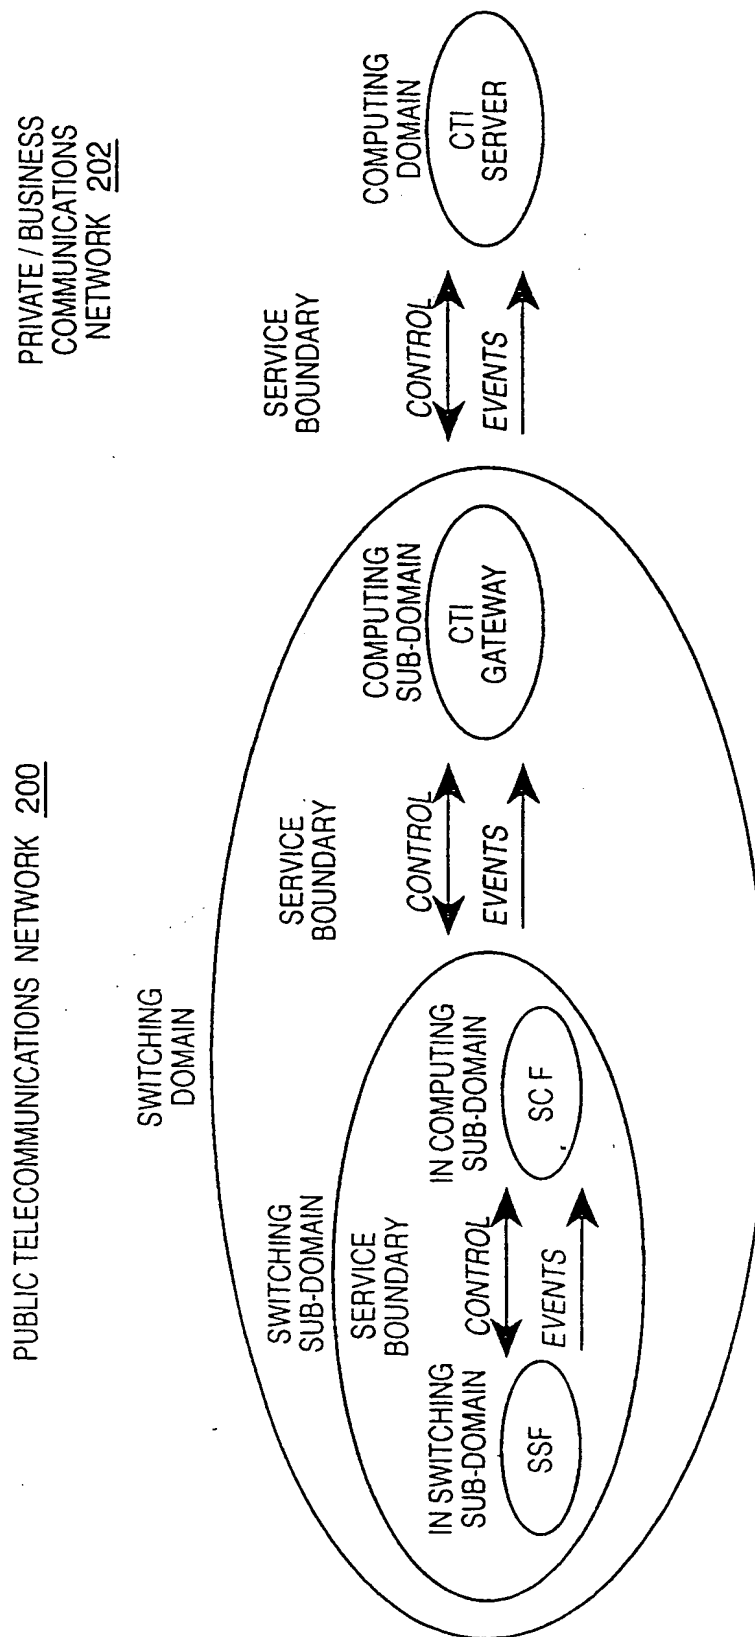 PUBLIC TELECOMMUNICATIONS NETWORK 200
PRIVATE / BUSINESS
COMMUNICATIONS
NETWORK 202
SWITCHING
DOMAIN
SWITCHING
SUB-DOMAIN
SERVICE
BOUNDARY
IN SWITCHING
SUB-DOMAIN
SSF
CONTROL
EVENTS
IN COMPUTING
SUB-DOMAIN
SCF
SERVICE
BOUNDARY
CONTROL
EVENTS
COMPUTING
SUB-DOMAIN
CTI
GATEWAY
SERVICE
BOUNDARY
CONTROL
EVENTS
COMPUTING
DOMAIN
CTI
SERVER